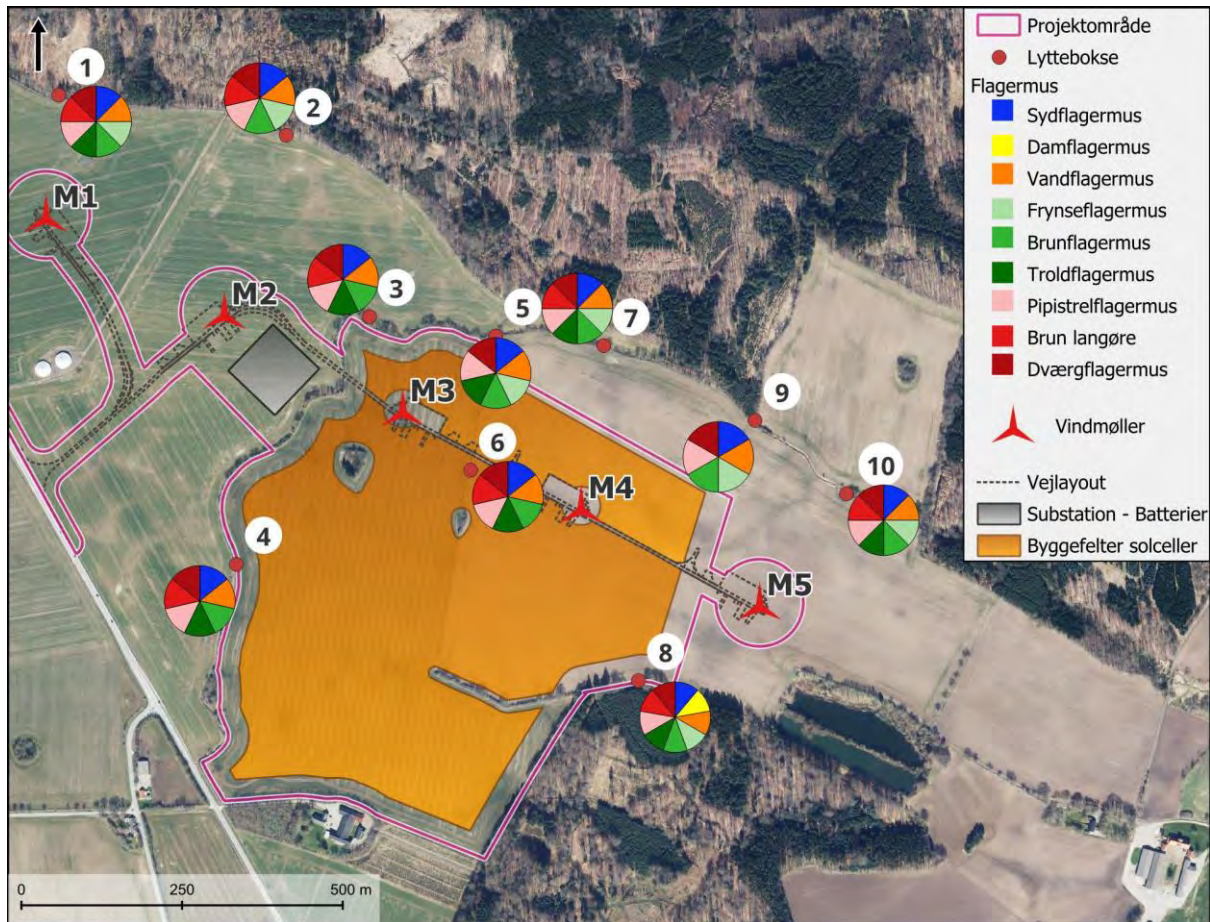 1
2
M1
M2
3
5
7
M3
9
6
M4
10
4
M5
8
0 250 500 m
Projektområde
Lyttebokse
Flagermus
Sydflagermus
Damflagermus
Vandflagermus
Frynseflagermus
Brunflagermus
Troldflagermus
Pipistrelflagermus
Brun langøre
Dværgflagermus
Vindmøller
Vejlayout
Substation - Batterier
Byggefelter solceller